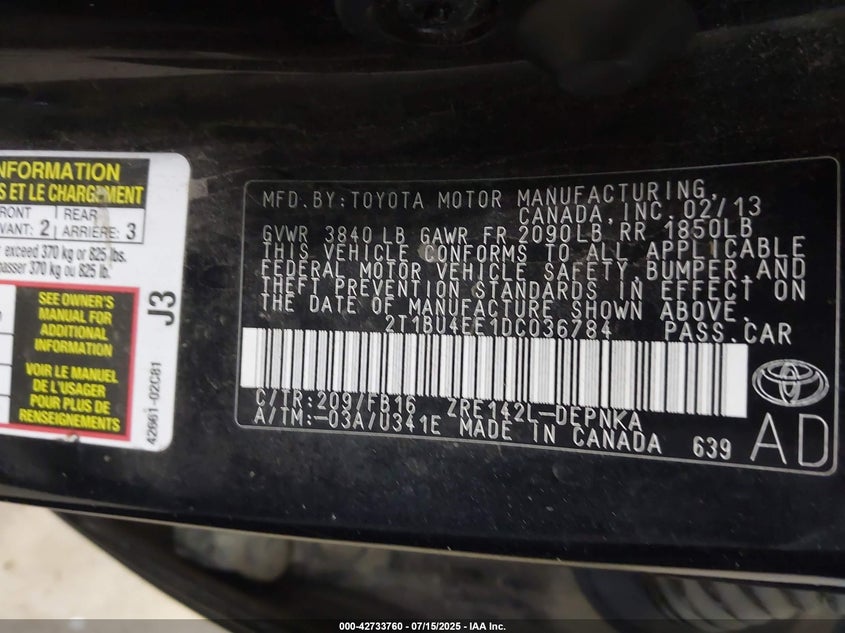 NFORMATION
S ET LE CHARGEMENT
FRONT REAR
VANT: 2 ARRIÈRE: 3
exceed 370 kg or 825 lbs.
passer 370 kg ou 825 lb.
SEE OWNER'S
MANUAL FOR
ADDITIONAL
INFORMATION
VOIR LE MANUEL
DE L'USAGER
POUR PLUS DE
RENSEIGNEMENTS
J3
42661-02C81
MFD. BY: TOYOTA MOTOR MANUFACTURING,
CANADA, INC. 02/13
GVWR 3840 LB GAWR FR 2090LB RR 1850LB
THIS VEHICLE CONFORMS TO ALL APPLICABLE
FEDERAL MOTOR VEHICLE SAFETY, BUMPER, AND
THEFT PREVENTION STANDARDS IN EFFECT ON
THE DATE OF MANUFACTURE SHOWN ABOVE.
2T1BU4EE1DC036784 PASS. CAR
C/TR: 209/FB16 ZRE142L-DEPNKA
A/TM:-03A/U341E MADE IN CANADA 639
AD
000-42733760 - 07/15/2025 - IAA Inc.